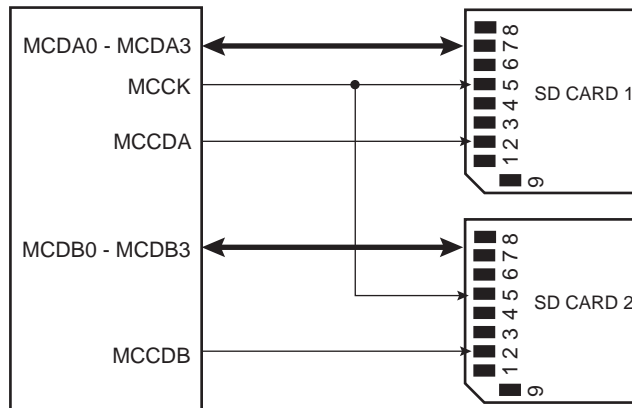 MCDA0 - MCDA3
MCCK
MCCDA
8
7
6
5
4
3
2
1
9
SD CARD 1
MCDB0 - MCDB3
MCCDB
8
7
6
5
4
3
2
1
9
SD CARD 2